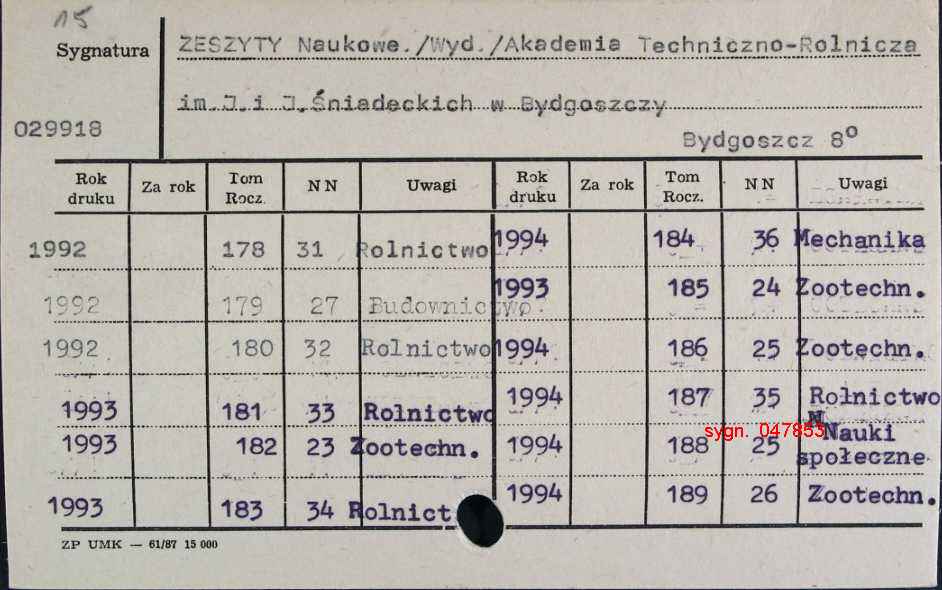 15
Sygnatura ZESZYTY Naukowe./Wyd./Akademia Techniczno-Rolnicza
im.J.i J.Śniadeckich w Bydgoszczy
029918
Bydgoszcz 8⁰
Rok druku Za rok Tom Rocz. NN Uwagi Rok druku Za rok Tom Rocz. NN Uwagi
1992 178 31 Rolnictwo 1994 184 36 Mechanika
1992 179 27 Budownictwo 1993 185 24 Zootechn.
1992 180 32 Rolnictwo 1994 186 25 Zootechn.
1993 181 33 Rolnictwo 1994 187 35 Rolnictwo
sygn. 047853
1993 182 23 Zootechn. 1994 188 25 Nauki społeczne
1993 183 34 Rolnict 1994 189 26 Zootechn.
ZP UMK — 61/87 15 000